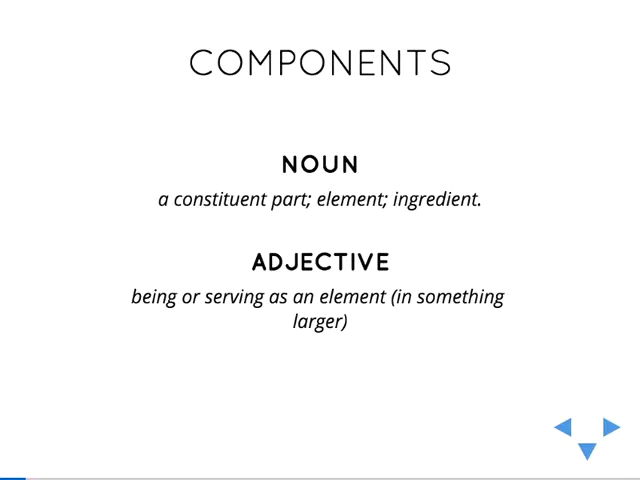 COMPONENTS
NOUN
a constituent part; element; ingredient.
ADJECTIVE
being or serving as an element (in something
larger)